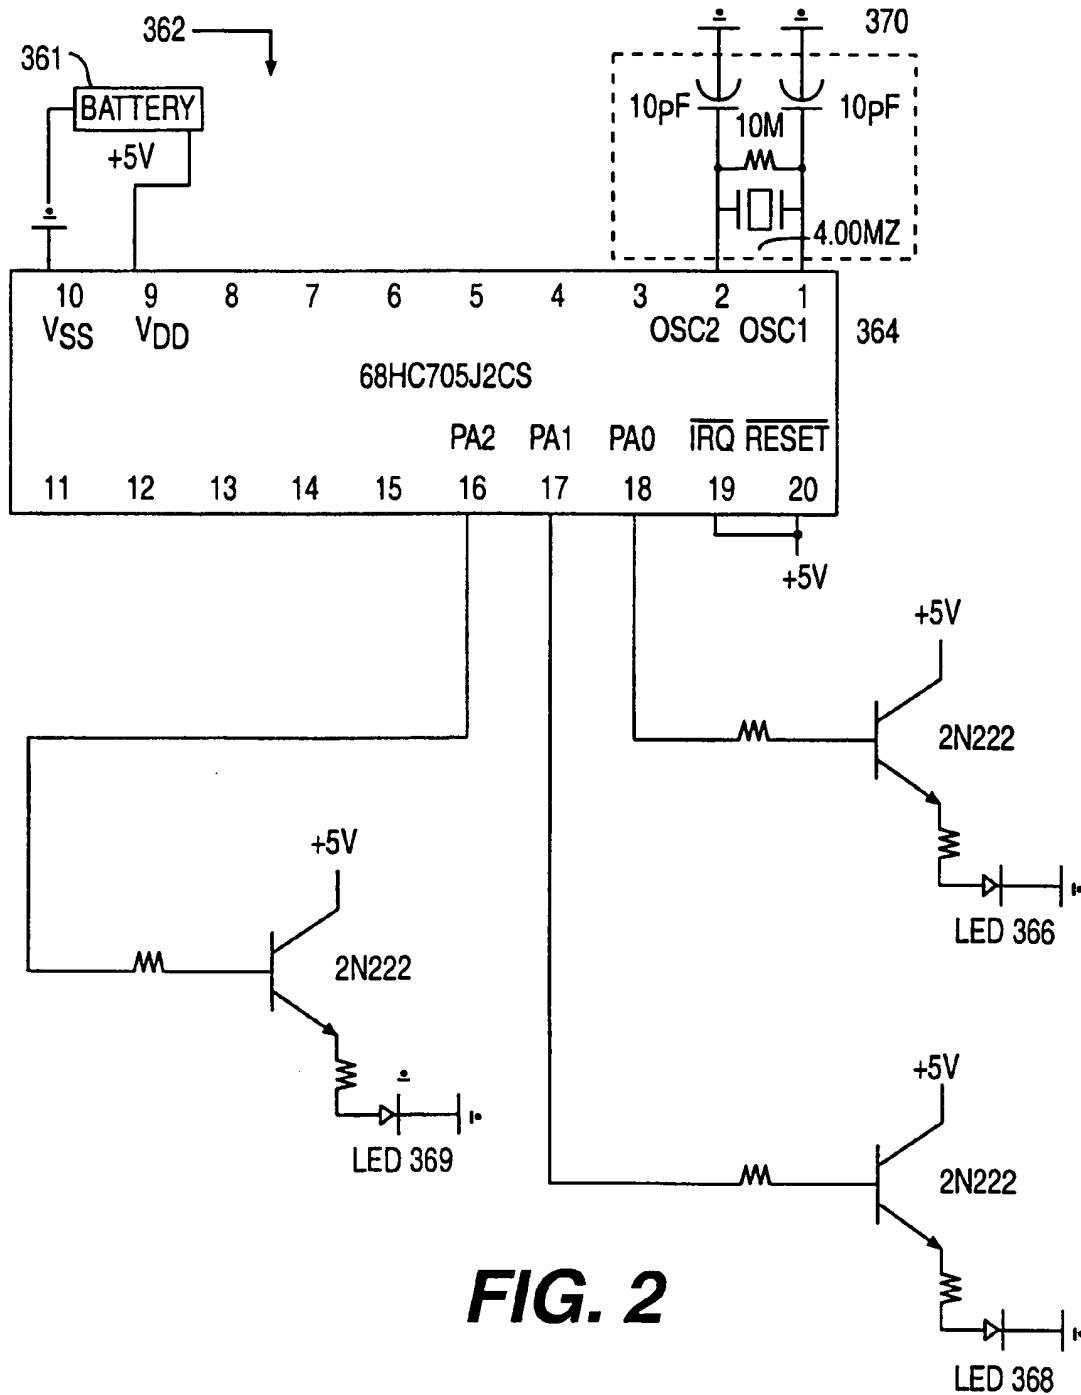 362
370
361
BATTERY
10pF
10M
10pF
+5V
4.00MZ
10 9 8 7 6 5 4 3 2 1
VSS VDD OSC2 OSC1
364
68HC705J2CS
PA2 PA1 PA0 IRQ RESET
11 12 13 14 15 16 17 18 19 20
+5V
+5V
2N222
+5V
LED 366
2N222
+5V
LED 369
2N222
FIG. 2
LED 368